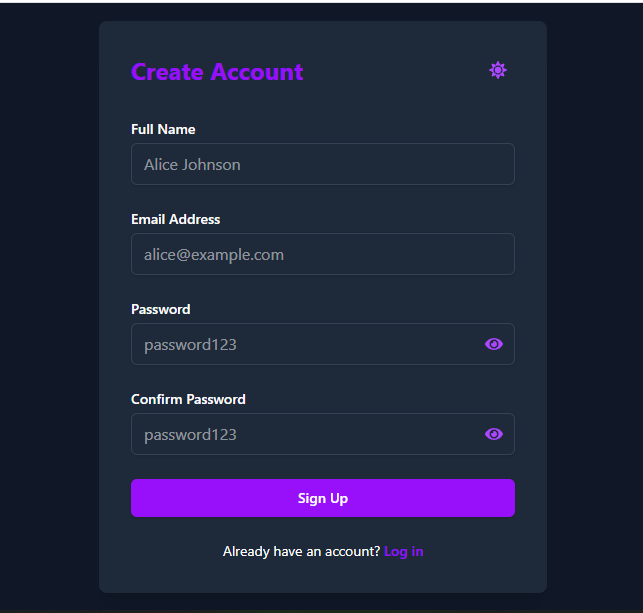 Create Account
Full Name
Alice Johnson
Email Address
alice@example.com
Password
password123
Confirm Password
password123
Sign Up
Already have an account? Log in